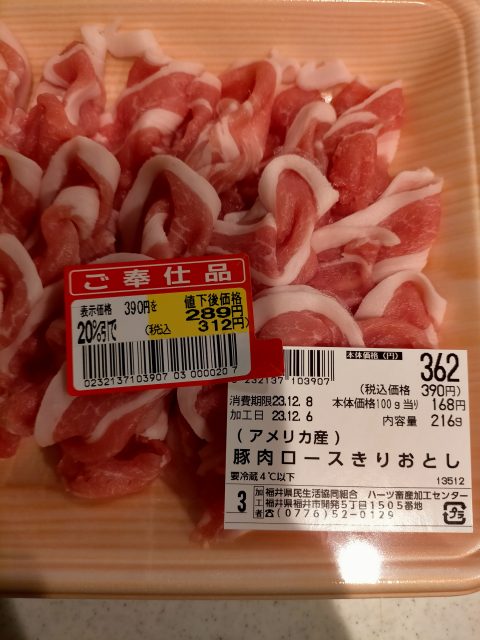 ご奉仕品
表示価格 390円を
20%引で
値下後価格
289円
(税込 312円)
0232137103907 03 0000207
本体価格(円) 362
(税込価格 390円)
0232137 103907
消費期限23.12. 8 本体価格100g当り 168円
加工日 23.12. 6 内容量 216g
(アメリカ産)
豚肉ロースきりおとし
要冷蔵4℃以下
13512
3 加工者 福井県民生活協同組合 ハーツ畜産加工センター
福井県福井市開発5丁目1505番地
☎(0776)52-0129
プラ